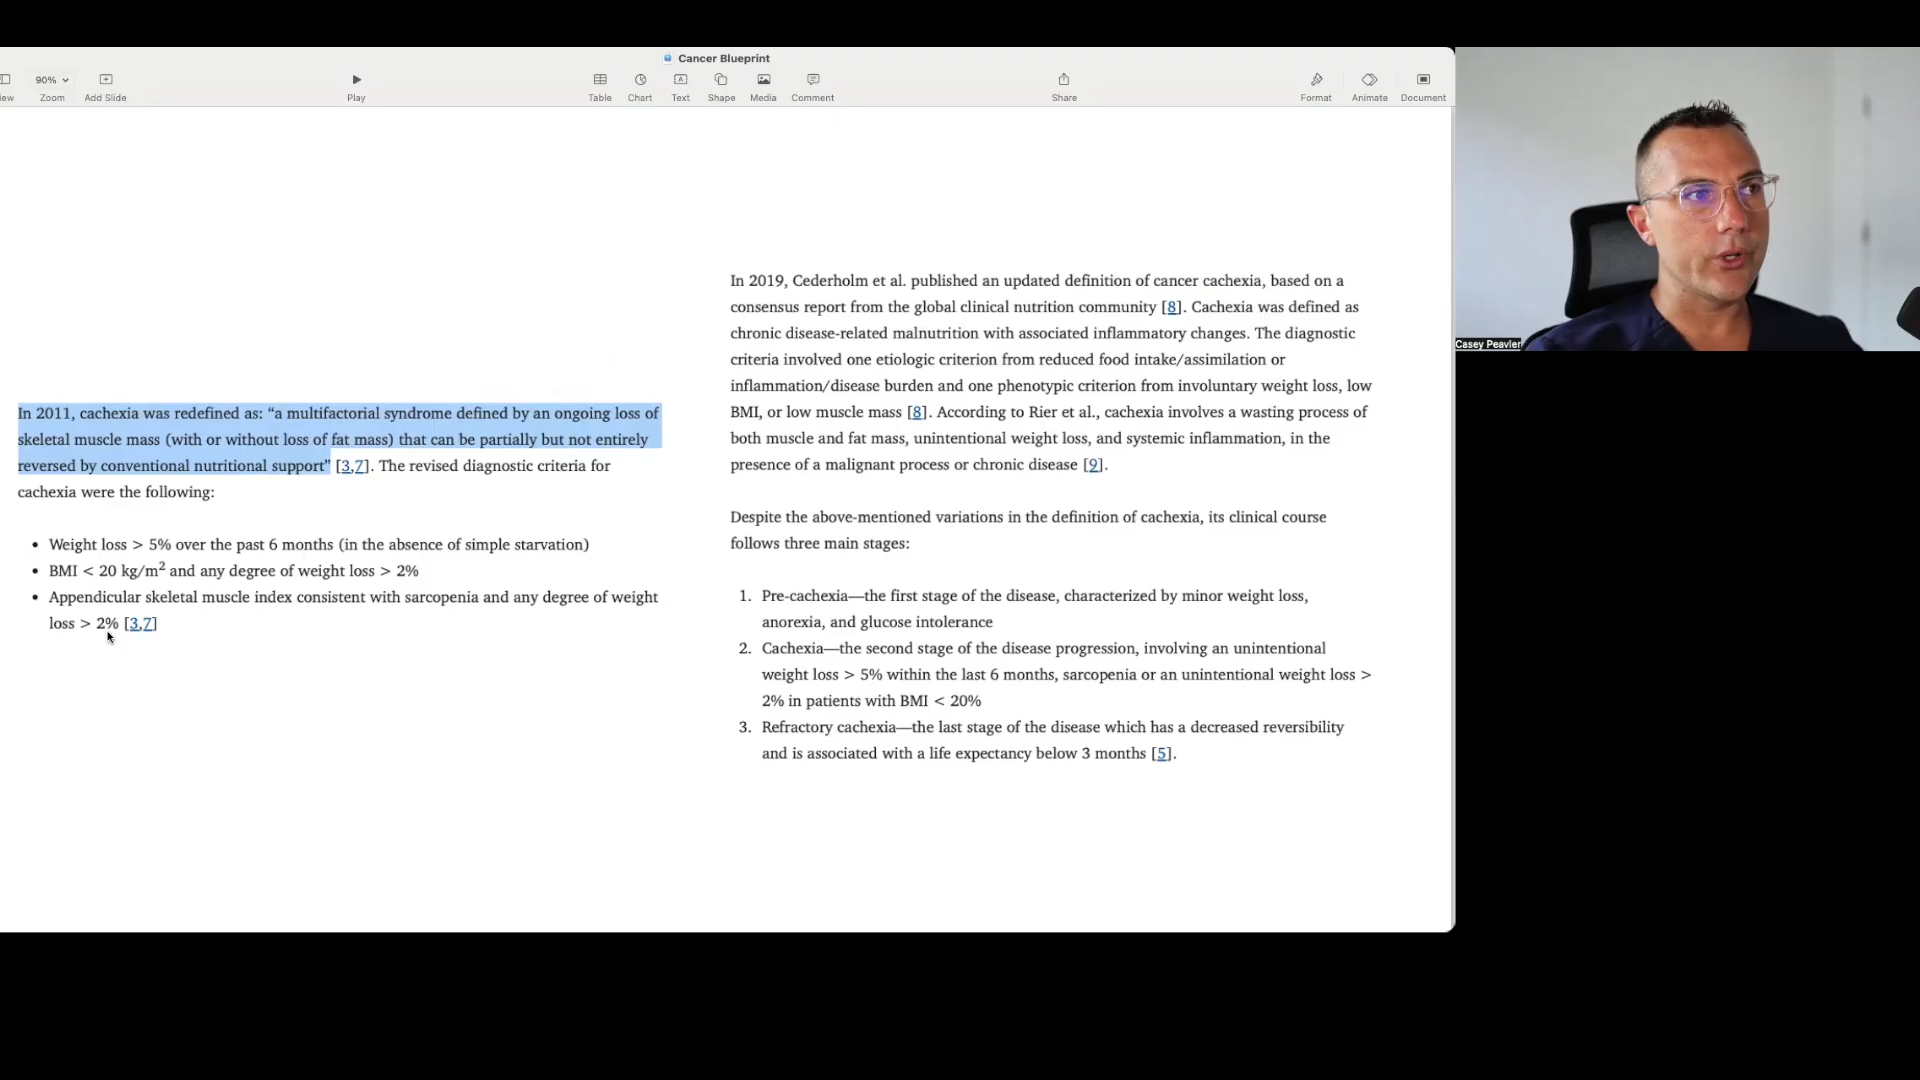 Cancer Blueprint
90%
Zoom
Add Slide
Play
Table
Chart
Text
Shape
Media
Comment
Share
Format
Animate
Document
In 2011, cachexia was redefined as: “a multifactorial syndrome defined by an ongoing loss of
skeletal muscle mass (with or without loss of fat mass) that can be partially but not entirely
reversed by conventional nutritional support” [3,7]. The revised diagnostic criteria for
cachexia were the following:
• Weight loss > 5% over the past 6 months (in the absence of simple starvation)
• BMI < 20 kg/m² and any degree of weight loss > 2%
• Appendicular skeletal muscle index consistent with sarcopenia and any degree of weight
loss > 2% [3,7]
In 2019, Cederholm et al. published an updated definition of cancer cachexia, based on a
consensus report from the global clinical nutrition community [8]. Cachexia was defined as
chronic disease-related malnutrition with associated inflammatory changes. The diagnostic
criteria involved one etiologic criterion from reduced food intake/assimilation or
inflammation/disease burden and one phenotypic criterion from involuntary weight loss, low
BMI, or low muscle mass [8]. According to Rier et al., cachexia involves a wasting process of
both muscle and fat mass, unintentional weight loss, and systemic inflammation, in the
presence of a malignant process or chronic disease [9].
Despite the above-mentioned variations in the definition of cachexia, its clinical course
follows three main stages:
1. Pre-cachexia—the first stage of the disease, characterized by minor weight loss,
anorexia, and glucose intolerance
2. Cachexia—the second stage of the disease progression, involving an unintentional
weight loss > 5% within the last 6 months, sarcopenia or an unintentional weight loss >
2% in patients with BMI < 20%
3. Refractory cachexia—the last stage of the disease which has a decreased reversibility
and is associated with a life expectancy below 3 months [5].
Casey Peavler